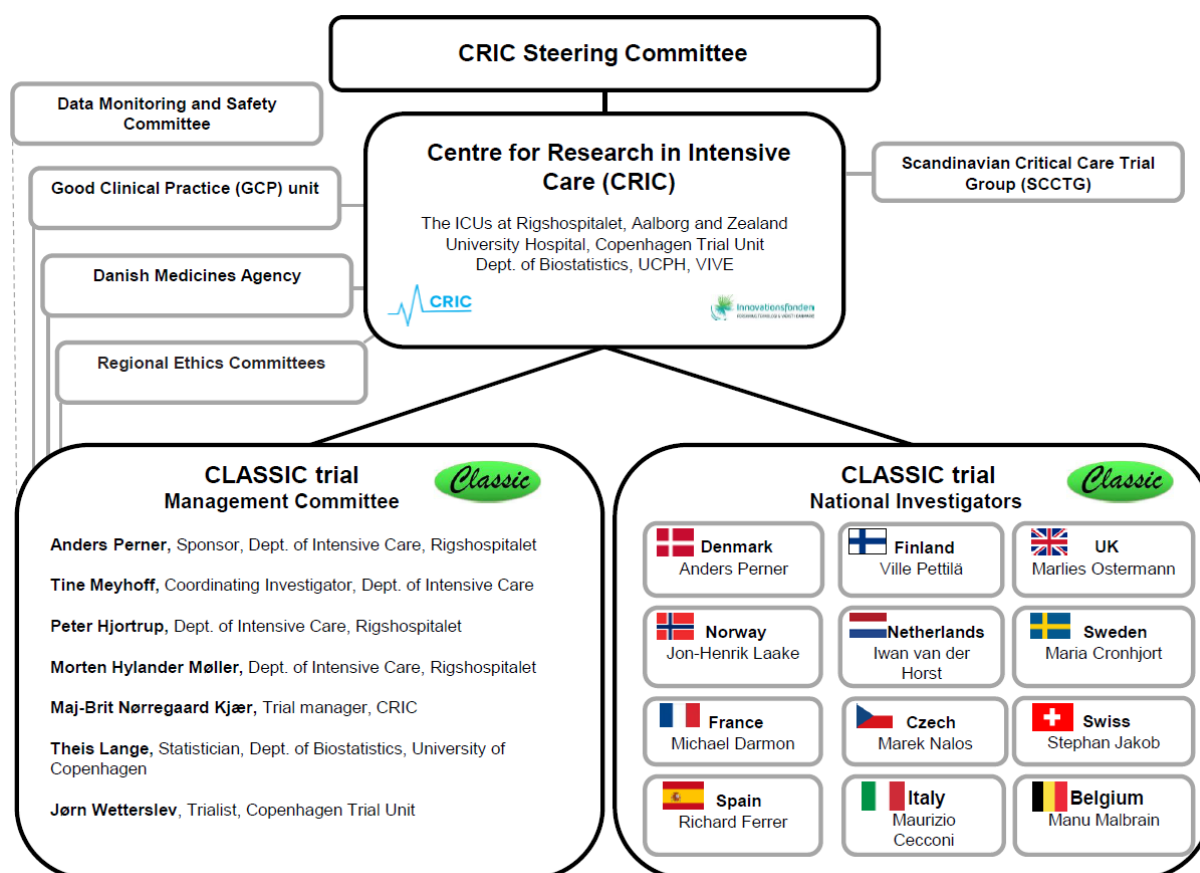 CRIC Steering Committee
Data Monitoring and Safety
Committee
Good Clinical Practice (GCP) unit
Danish Medicines Agency
Regional Ethics Committees
Centre for Research in Intensive
Care (CRIC)
The ICUs at Rigshospitalet, Aalborg and Zealand
University Hospital, Copenhagen Trial Unit
Dept. of Biostatistics, UCPH, VIVE
CRIC
Innovationsfonden
Scandinavian Critical Care Trial
Group (SCCTG)
CLASSIC trial
Management Committee
Classic
Anders Perner, Sponsor, Dept. of Intensive Care, Rigshospitalet
Tine Meyhoff, Coordinating Investigator, Dept. of Intensive Care
Peter Hjortrup, Dept. of Intensive Care, Rigshospitalet
Morten Hylander Møller, Dept. of Intensive Care, Rigshospitalet
Maj-Brit Nørregaard Kjær, Trial manager, CRIC
Theis Lange, Statistician, Dept. of Biostatistics, University of
Copenhagen
Jørn Wetterslev, Trialist, Copenhagen Trial Unit
CLASSIC trial
National Investigators
Classic
Denmark
Anders Perner
Finland
Ville Pettilä
UK
Marlies Ostermann
Norway
Jon-Henrik Laake
Netherlands
Iwan van der
Horst
Sweden
Maria Cronhjort
France
Michael Darmon
Czech
Marek Nalos
Swiss
Stephan Jakob
Spain
Richard Ferrer
Italy
Maurizio
Cecconi
Belgium
Manu Malbrain